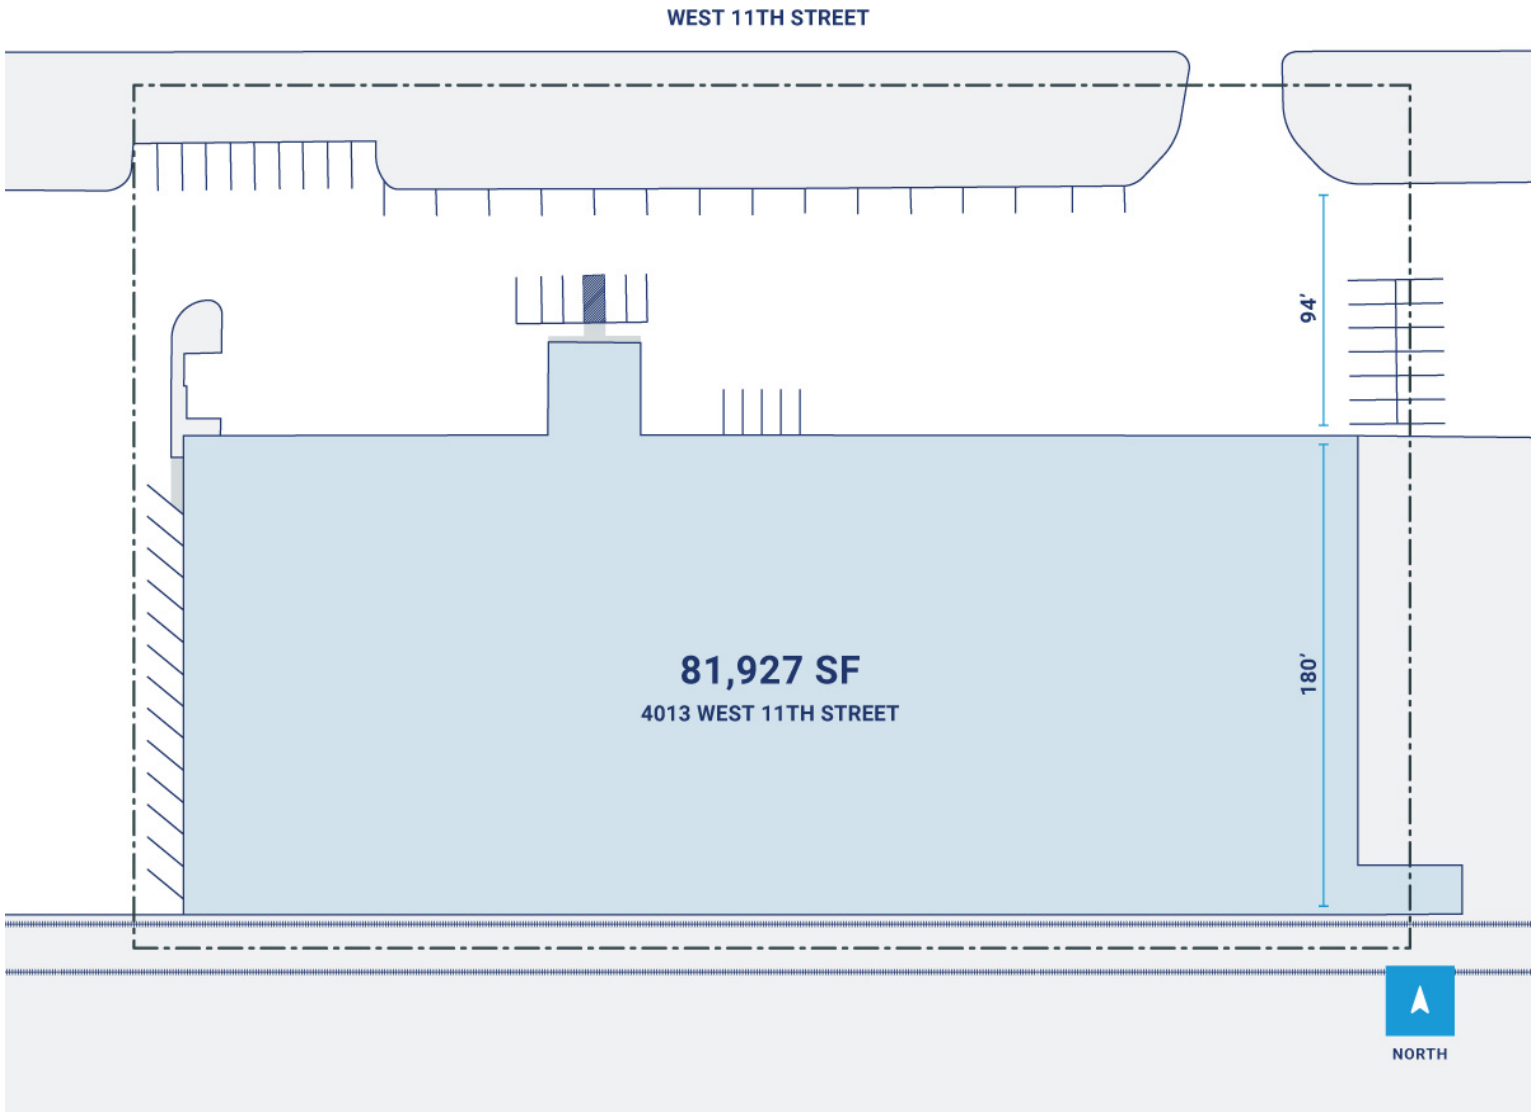 WEST 11TH STREET
94'
81,927 SF
4013 WEST 11TH STREET
180'
NORTH